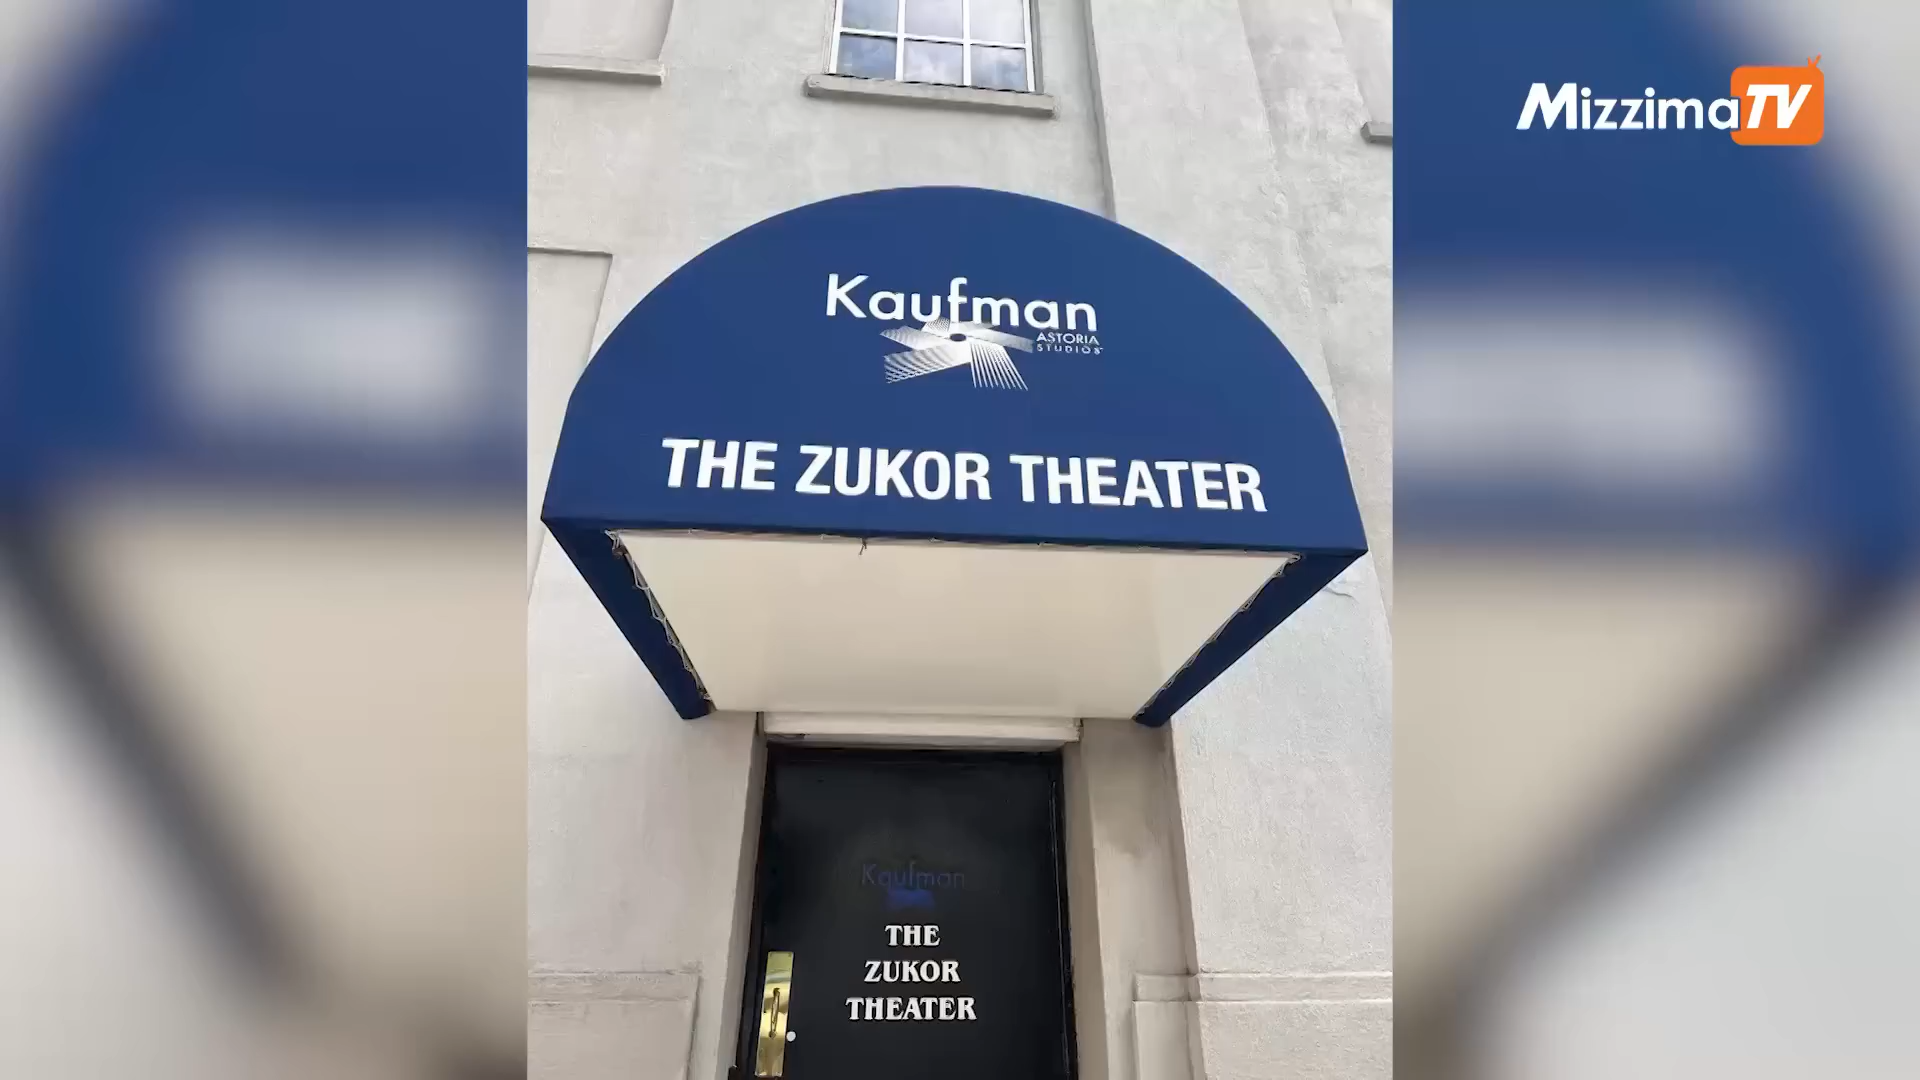 MizzimaTV
Kaufman
ASTORIA
STUDIOS
THE ZUKOR THEATER
Kaufman
THE
ZUKOR
THEATER